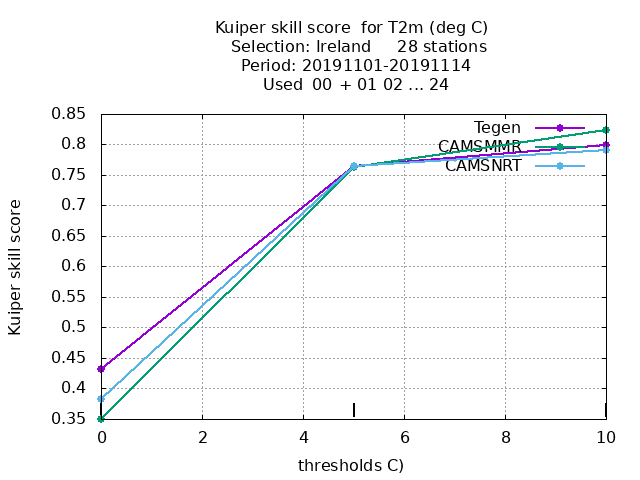 Kuiper skill score  for T2m (deg C)
Selection: Ireland     28 stations
Period: 20191101-20191114
Used  00  + 01 02 ... 24
Kuiper skill score
0.85
0.8
0.75
0.7
0.65
0.6
0.55
0.5
0.45
0.4
0.35
Tegen
CAMSMMR
CAMSNRT
0 2 4 6 8 10
thresholds C)